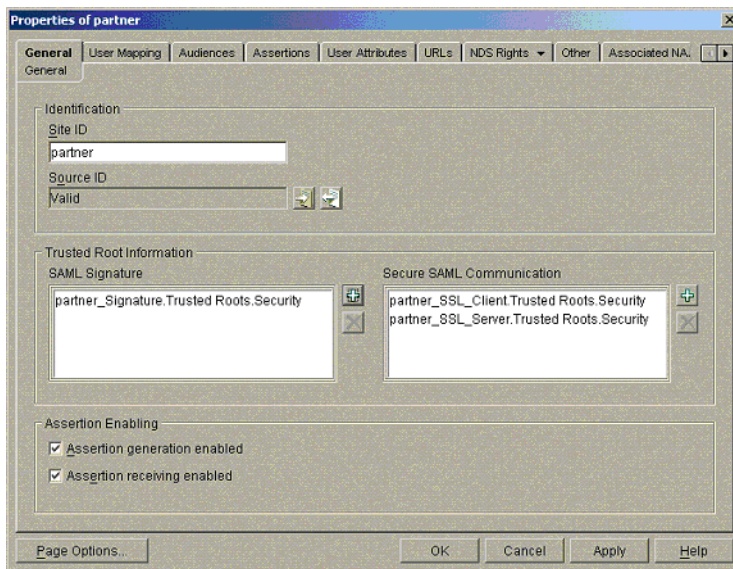 Properties of partner
General User Mapping Audiences Assertions User Attributes URLs NDS Rights Other Associated NA.
General
Identification
Site ID
partner
Source ID
Valid
Trusted Root Information
SAML Signature Secure SAML Communication
partner_Signature.Trusted Roots.Security partner_SSL_Client.Trusted Roots.Security
partner_SSL_Server.Trusted Roots.Security
Assertion Enabling
Assertion generation enabled
Assertion receiving enabled
Page Options... OK Cancel Apply Help